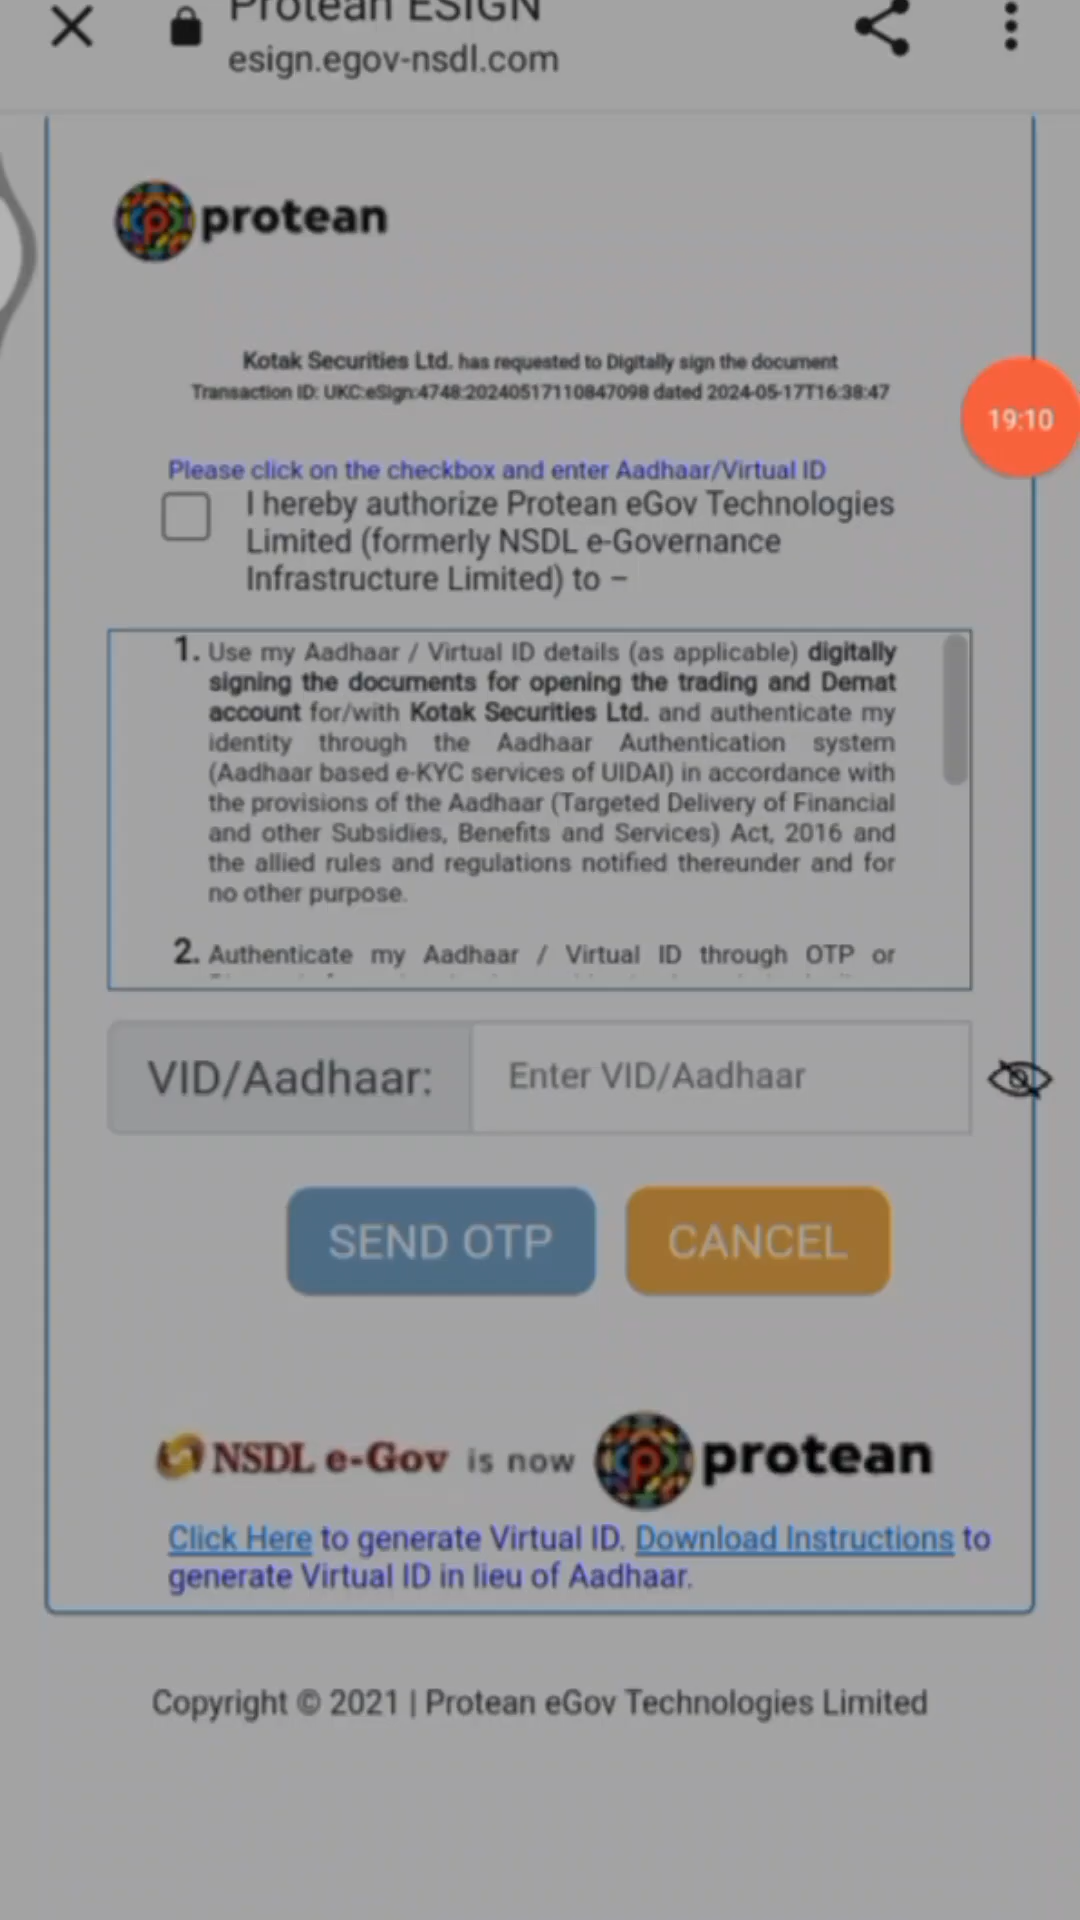 Protean ESIGN
esign.egov-nsdl.com
protean
Kotak Securities Ltd. has requested to Digitally sign the document
Transaction ID: UKC:eSign:4748:20240517110847098 dated 2024-05-17T16:38:47
19:10
Please click on the checkbox and enter Aadhaar/Virtual ID
I hereby authorize Protean eGov Technologies
Limited (formerly NSDL e-Governance
Infrastructure Limited) to –
1. Use my Aadhaar / Virtual ID details (as applicable) digitally
signing the documents for opening the trading and Demat
account for/with Kotak Securities Ltd. and authenticate my
identity through the Aadhaar Authentication system
(Aadhaar based e-KYC services of UIDAI) in accordance with
the provisions of the Aadhaar (Targeted Delivery of Financial
and other Subsidies, Benefits and Services) Act, 2016 and
the allied rules and regulations notified thereunder and for
no other purpose.
2. Authenticate my Aadhaar / Virtual ID through OTP or
VID/Aadhaar: Enter VID/Aadhaar
SEND OTP CANCEL
NSDL e-Gov is now protean
Click Here to generate Virtual ID. Download Instructions to
generate Virtual ID in lieu of Aadhaar.
Copyright © 2021 | Protean eGov Technologies Limited